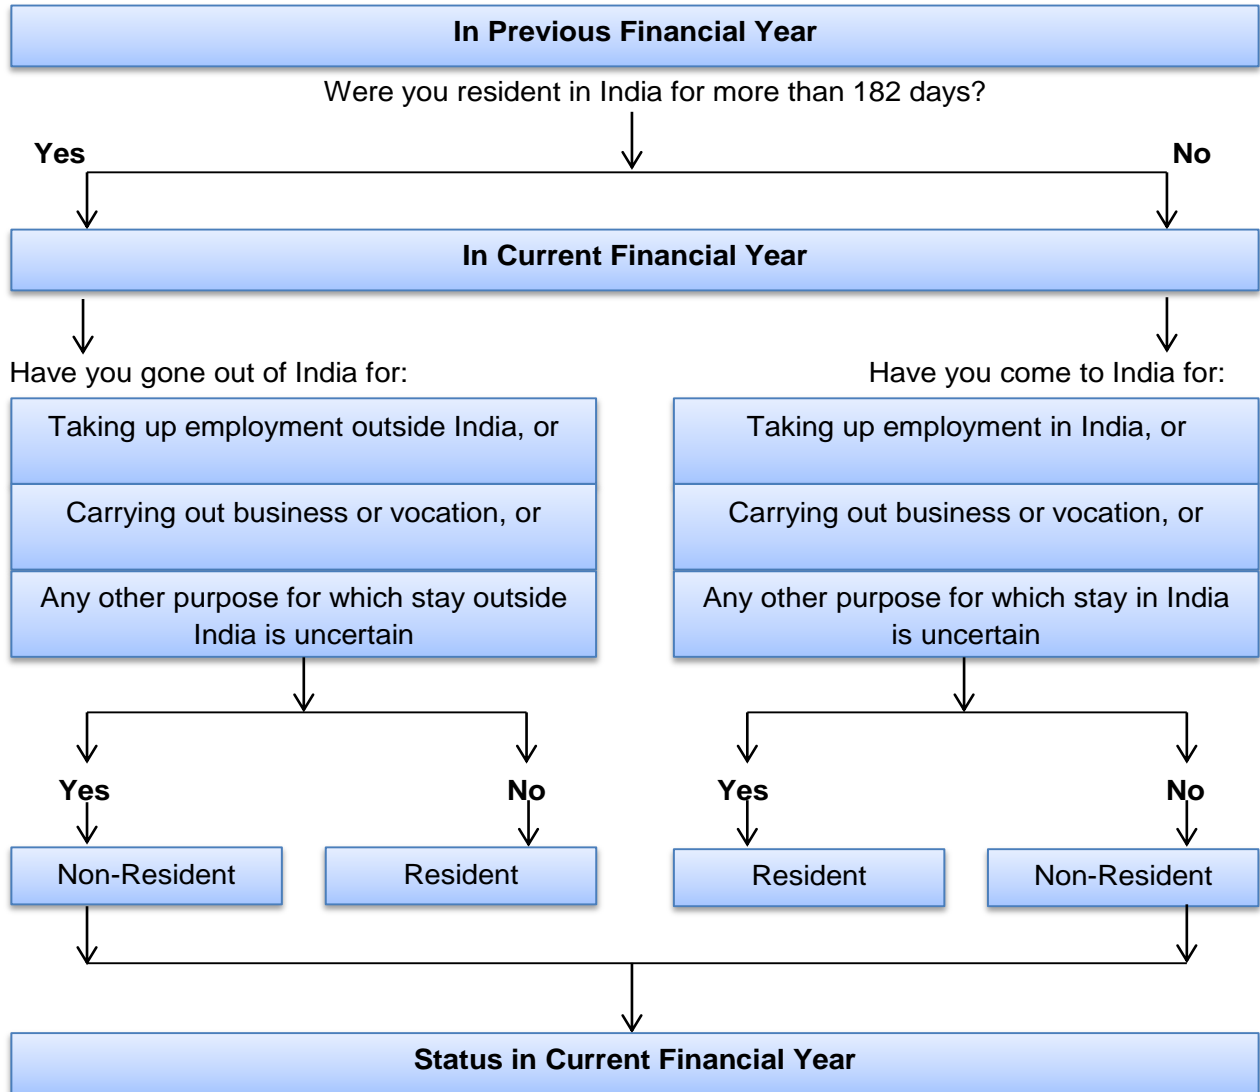 In Previous Financial Year
Were you resident in India for more than 182 days?
Yes
No
In Current Financial Year
Have you gone out of India for:
Have you come to India for:
Taking up employment outside India, or
Carrying out business or vocation, or
Any other purpose for which stay outside
India is uncertain
Taking up employment in India, or
Carrying out business or vocation, or
Any other purpose for which stay in India
is uncertain
Yes
No
Yes
No
Non-Resident
Resident
Resident
Non-Resident
Status in Current Financial Year